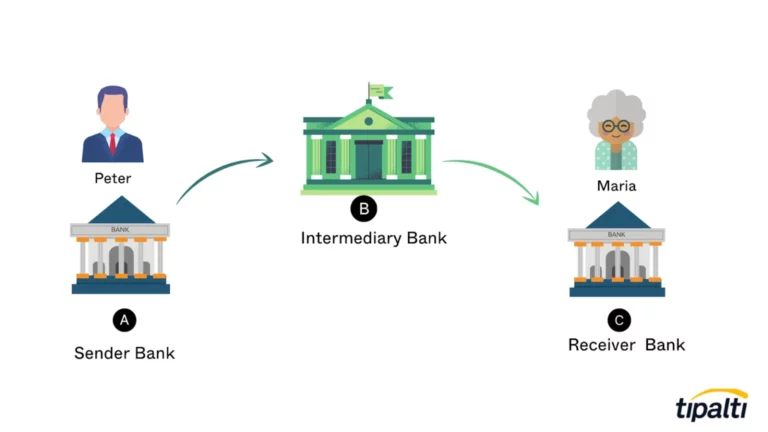 Peter
BANK
A
Sender Bank
B
Intermediary Bank
Maria
BANK
C
Receiver Bank
tipalti